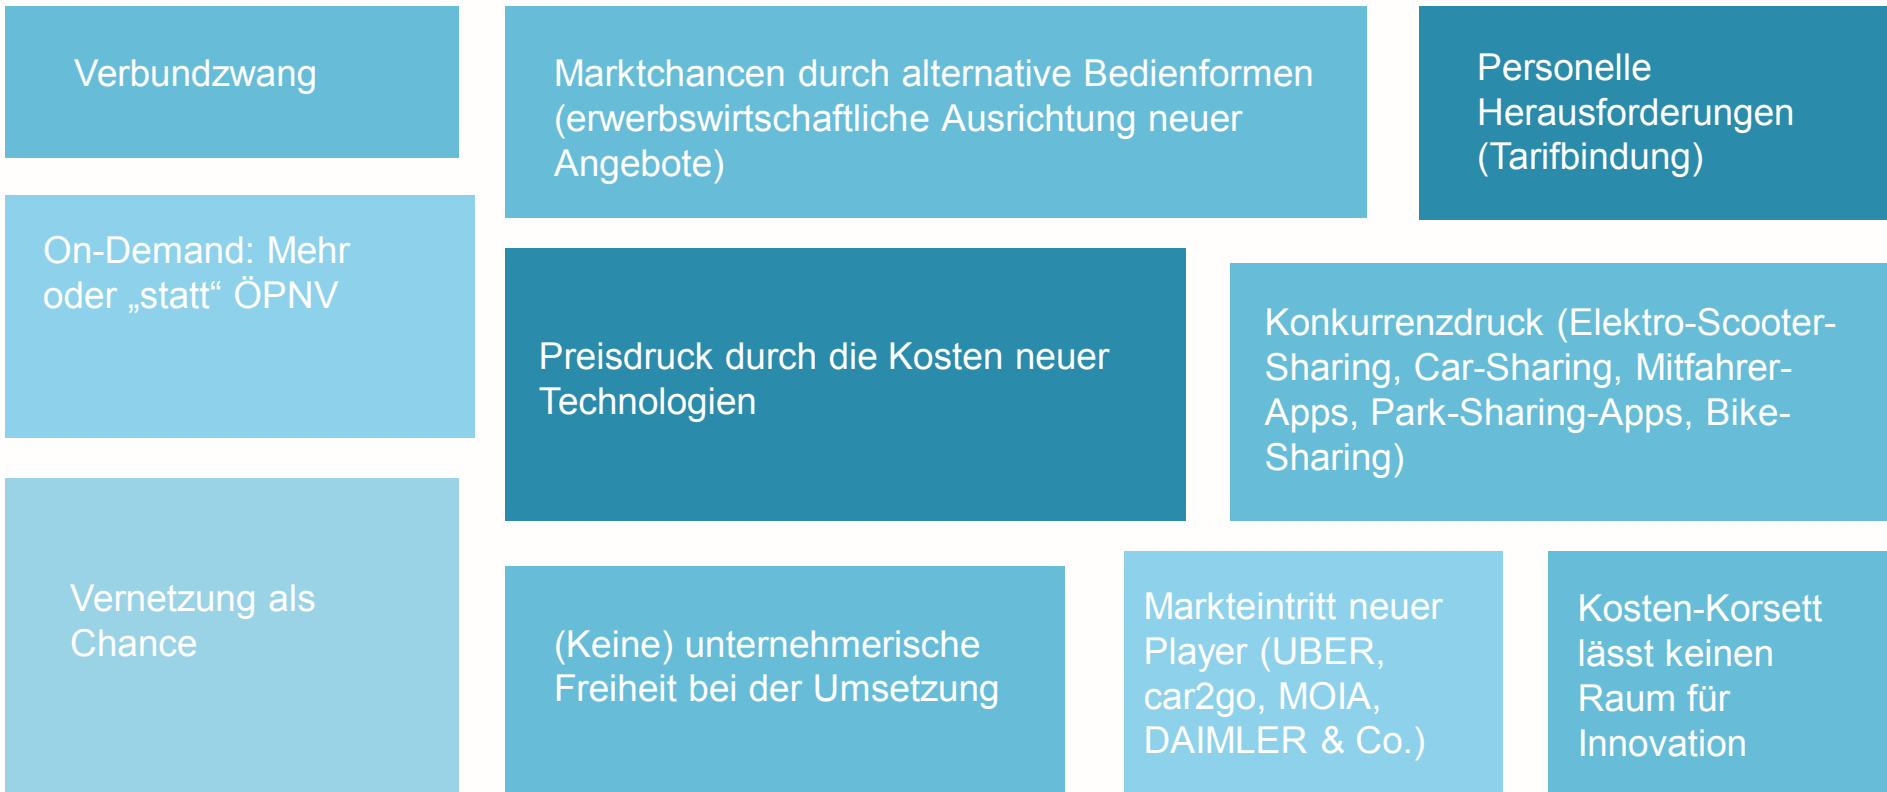 Verbundzwang
Marktchancen durch alternative Bedienformen
(erwerbswirtschaftliche Ausrichtung neuer
Angebote)
Personelle
Herausforderungen
(Tarifbindung)
On-Demand: Mehr
oder „statt“ ÖPNV
Preisdruck durch die Kosten neuer
Technologien
Konkurrenzdruck (Elektro-Scooter-
Sharing, Car-Sharing, Mitfahrer-
Apps, Park-Sharing-Apps, Bike-
Sharing)
Vernetzung als
Chance
(Keine) unternehmerische
Freiheit bei der Umsetzung
Markteintritt neuer
Player (UBER,
car2go, MOIA,
DAIMLER & Co.)
Kosten-Korsett
lässt keinen
Raum für
Innovation